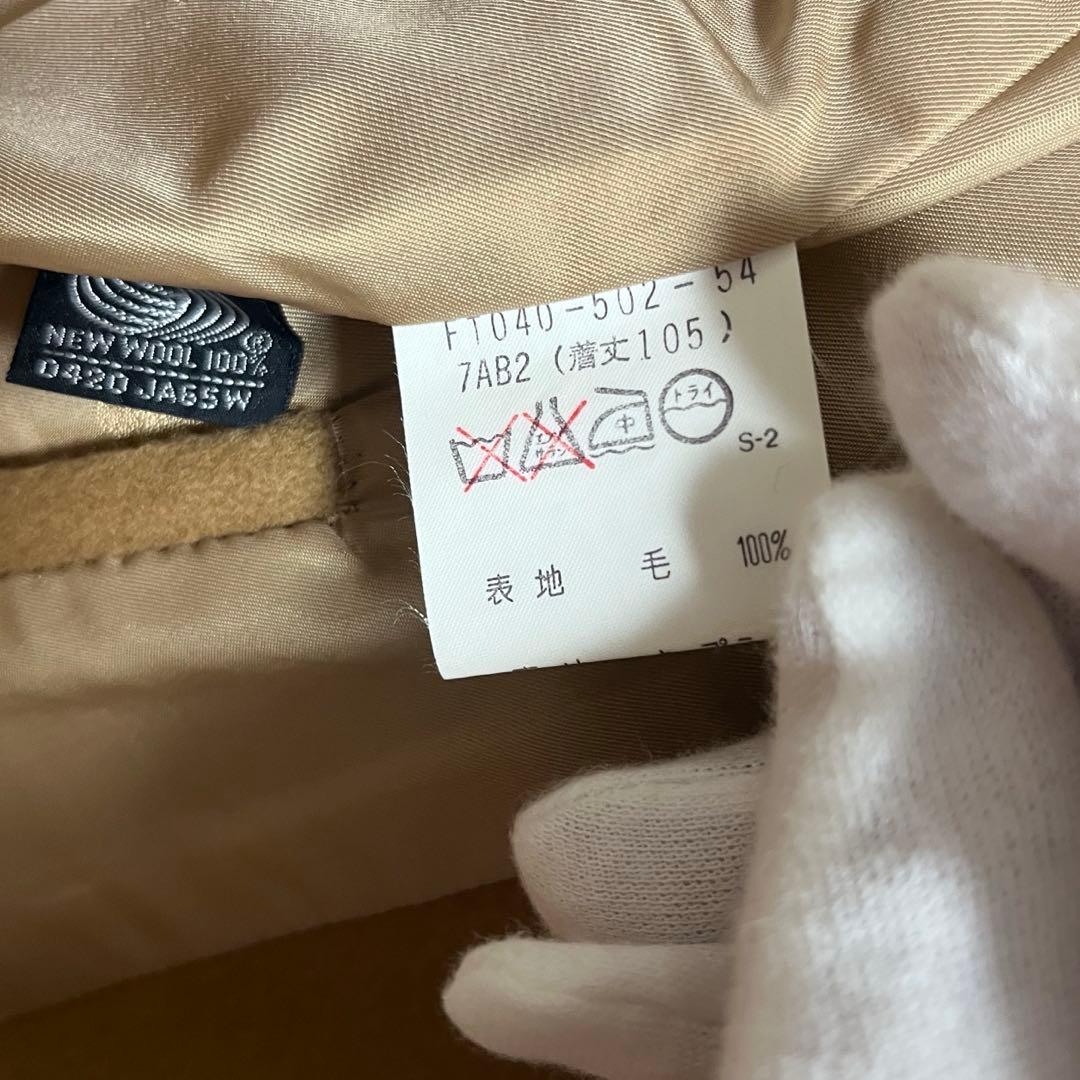 NEW WOOL 100%
0420 JA65W
F1040-502-54
7AB2 (着丈105)
中
ドライ
S-2
表地 毛 100%